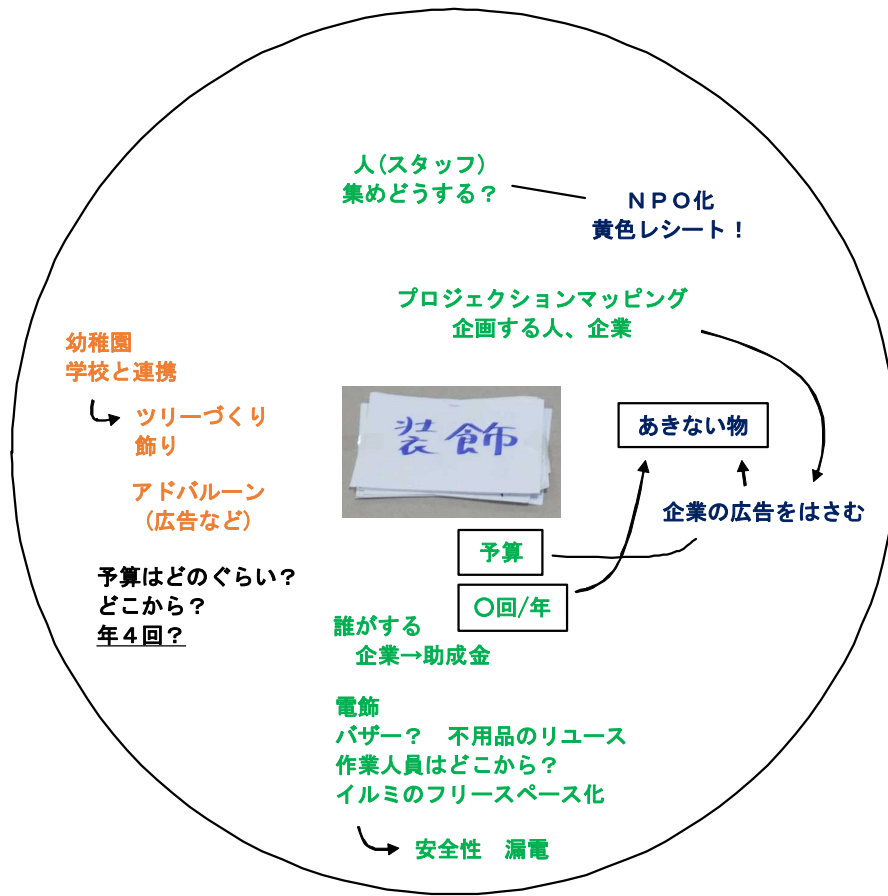 人(スタッフ)
集めどうする？
ＮＰＯ化
黄色レシート！
プロジェクションマッピング
企画する人、企業
幼稚園
学校と連携
ツリーづくり
飾り
アドバルーン
(広告など)
装飾
あきない物
企業の広告をはさむ
予算
〇回/年
予算はどのぐらい？
どこから？
年４回？
誰がする
企業→助成金
電飾
バザー？　不用品のリユース
作業人員はどこから？
イルミのフリースペース化
安全性　漏電